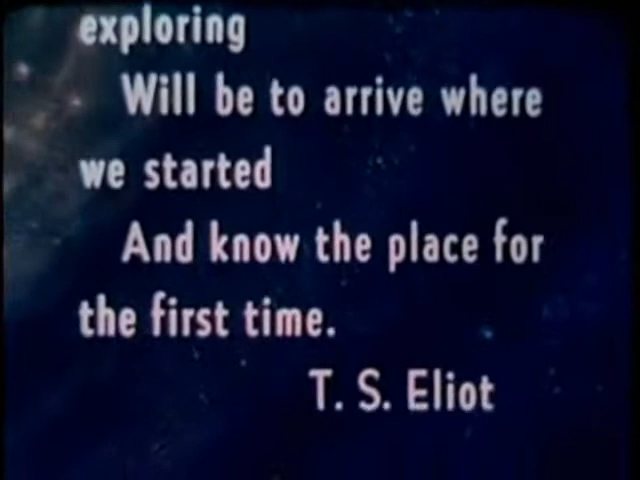 exploring
Will be to arrive where
we started
And know the place for
the first time.
T. S. Eliot